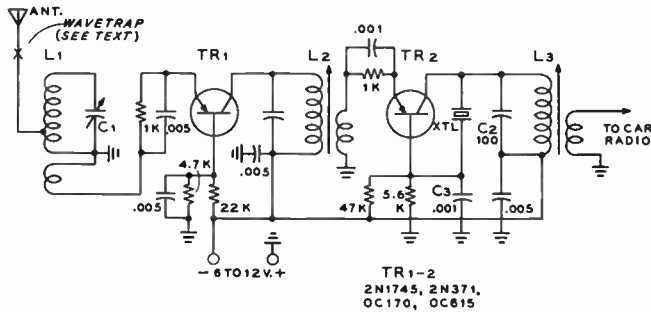 ANT.
WAVETRAP
(SEE TEXT)
L1
C1
1K
.005
TR1
L2
.005
4.7 K
.005
22 K
− 6 TO 12 V. +
.001
1K
TR2
XTL
C2
100
L3
TO CAR
RADIO
47K
5.6
K
C3
.001
.005
TR1-2
2N1745, 2N371,
OC170, OC615